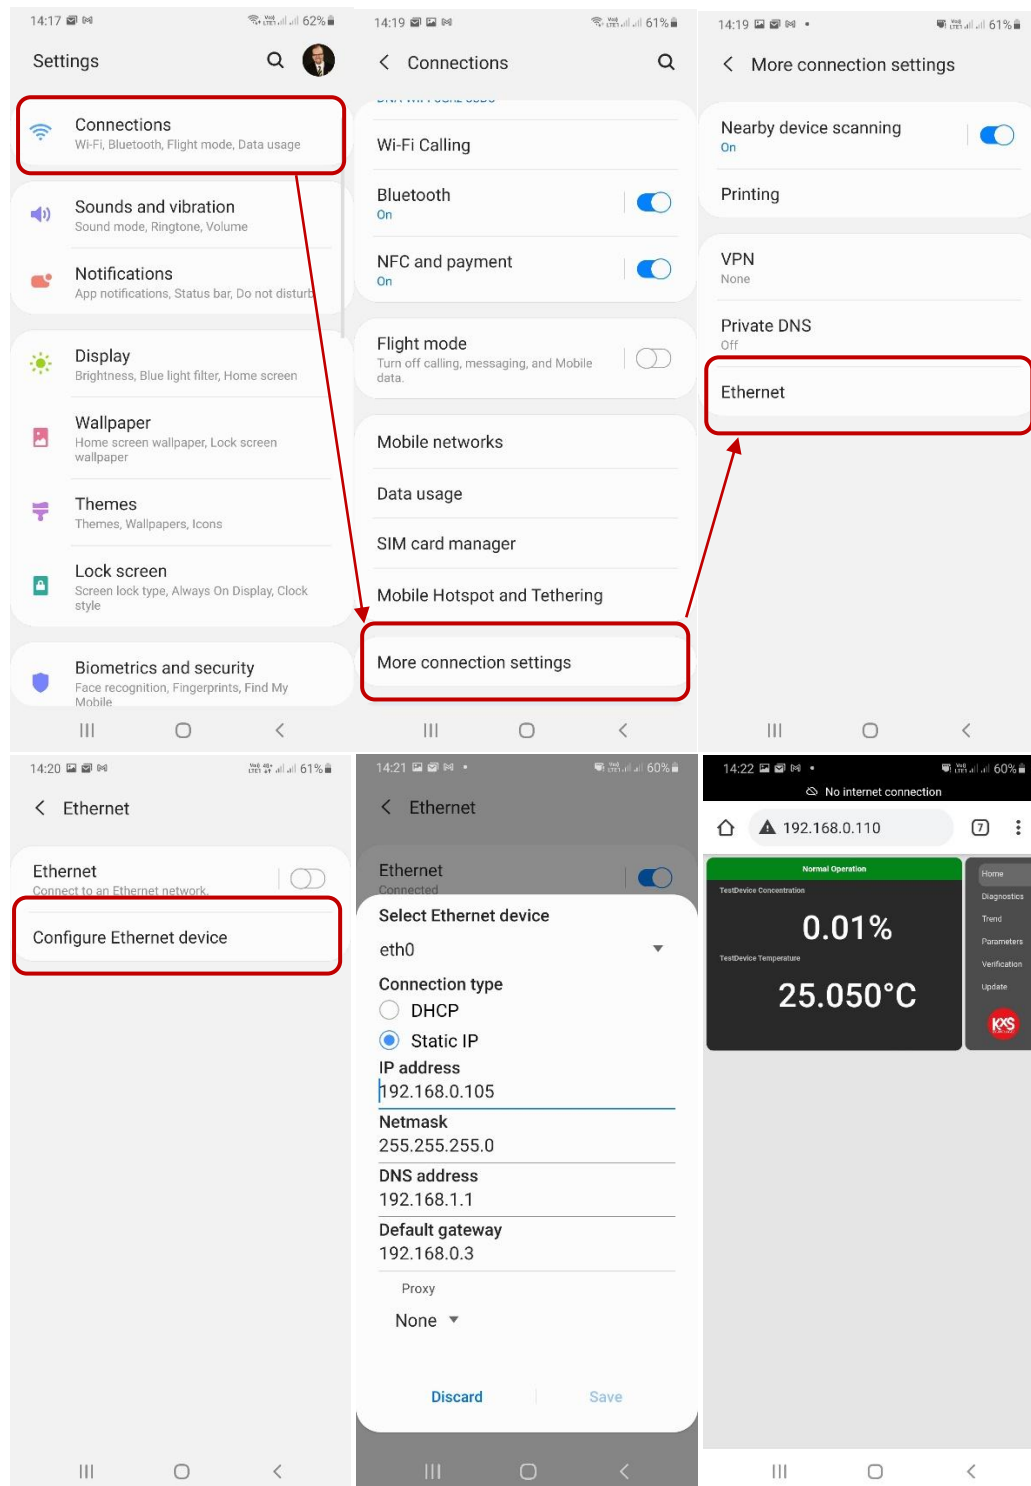 14:17
62%
Settings
Connections
Wi-Fi, Bluetooth, Flight mode, Data usage
Sounds and vibration
Sound mode, Ringtone, Volume
Notifications
App notifications, Status bar, Do not disturb
Display
Brightness, Blue light filter, Home screen
Wallpaper
Home screen wallpaper, Lock screen
wallpaper
Themes
Themes, Wallpapers, Icons
Lock screen
Screen lock type, Always On Display, Clock
style
Biometrics and security
Face recognition, Fingerprints, Find My
Mobile
14:19
61%
Connections
Wi-Fi Calling
Bluetooth
On
NFC and payment
On
Flight mode
Turn off calling, messaging, and Mobile
data.
Mobile networks
Data usage
SIM card manager
Mobile Hotspot and Tethering
More connection settings
14:19
61%
More connection settings
Nearby device scanning
On
Printing
VPN
None
Private DNS
Off
Ethernet
14:20
61%
Ethernet
Ethernet
Connect to an Ethernet network.
Configure Ethernet device
14:21
60%
Ethernet
Ethernet
Connected
Select Ethernet device
eth0
Connection type
DHCP
Static IP
IP address
192.168.0.105
Netmask
255.255.255.0
DNS address
192.168.1.1
Default gateway
192.168.0.3
Proxy
None
Discard
Save
14:22
60%
No internet connection
192.168.0.110
7
Normal Operation
TestDevice Concentration
0.01%
TestDevice Temperature
25.050°C
Home
Diagnostics
Trend
Parameters
Verification
Update
KXS